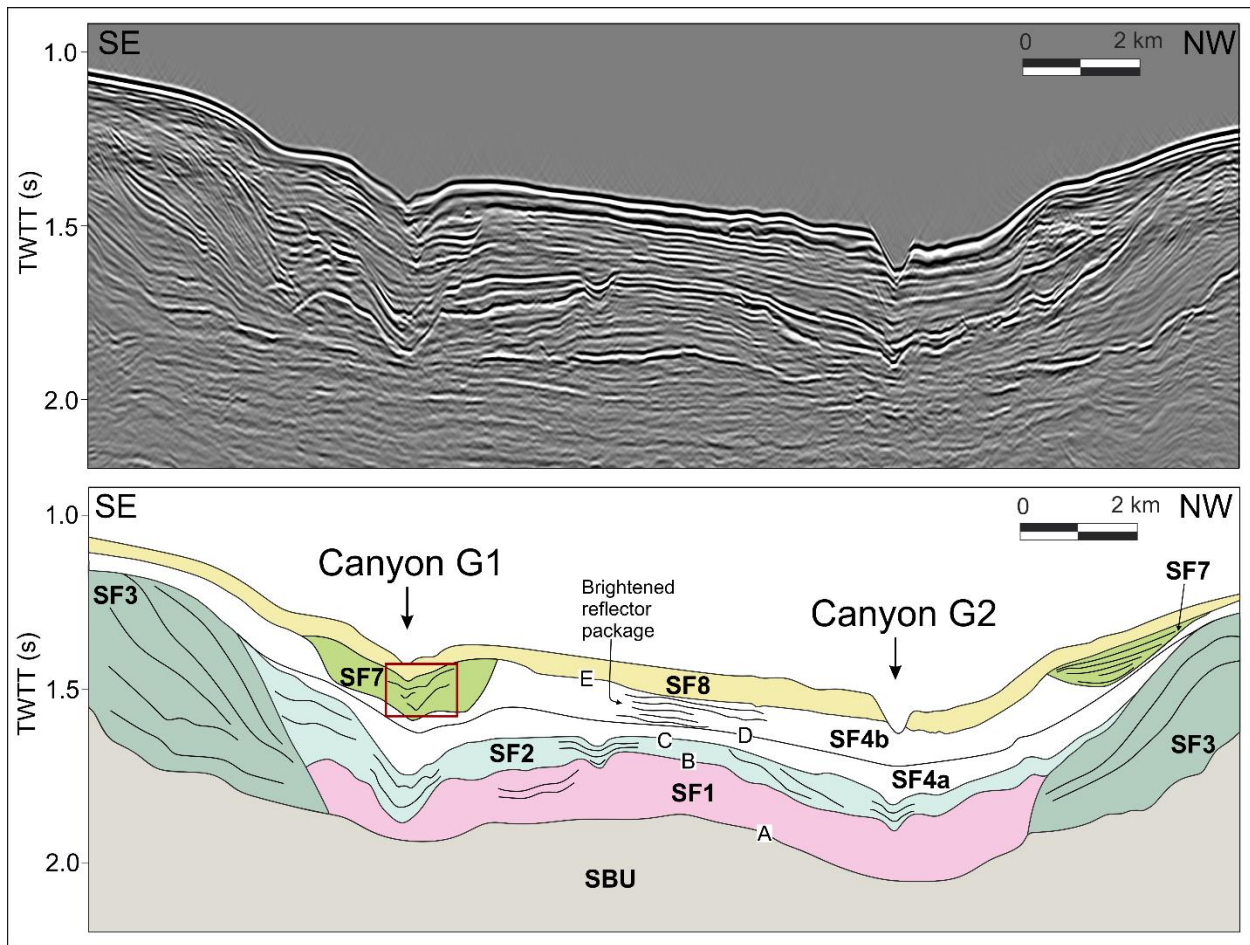 SE
0 2 km
NW
1.0
1.5
2.0
TWTT (s)
SE
0 2 km
NW
1.0
1.5
2.0
TWTT (s)
Canyon G1
Brightened
reflector
package
Canyon G2
SF7
SF3
SF7
E
SF8
D
SF4b
C
SF2
B
SF4a
SF3
SF1
A
SBU